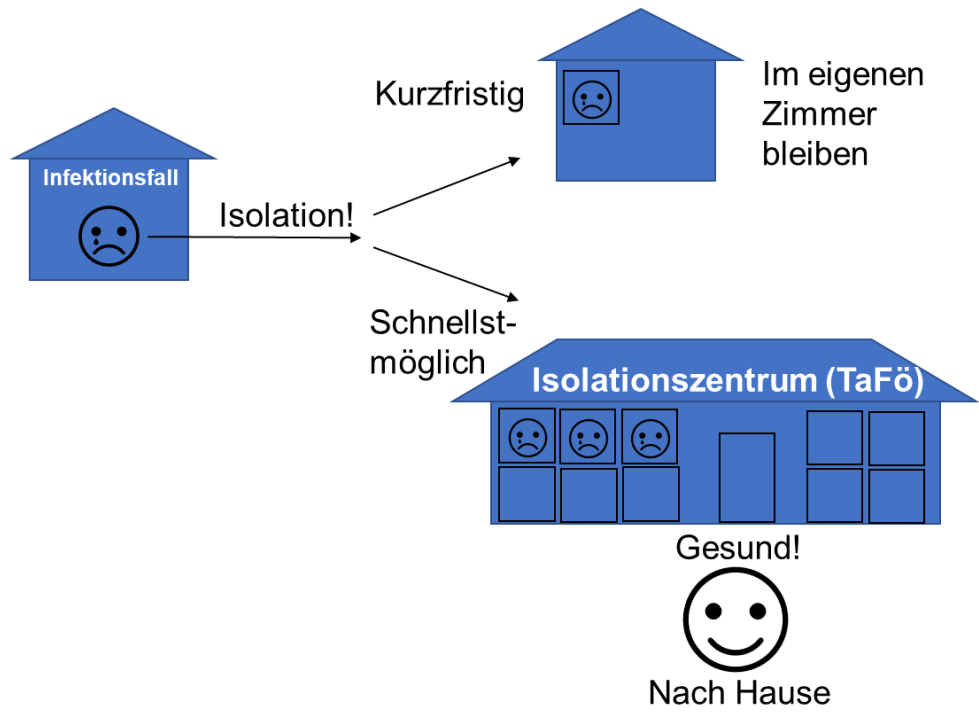 Infektionsfall
Isolation!
Kurzfristig
Im eigenen
Zimmer
bleiben
Schnellst-
möglich
Isolationszentrum (TaFö)
Gesund!
Nach Hause